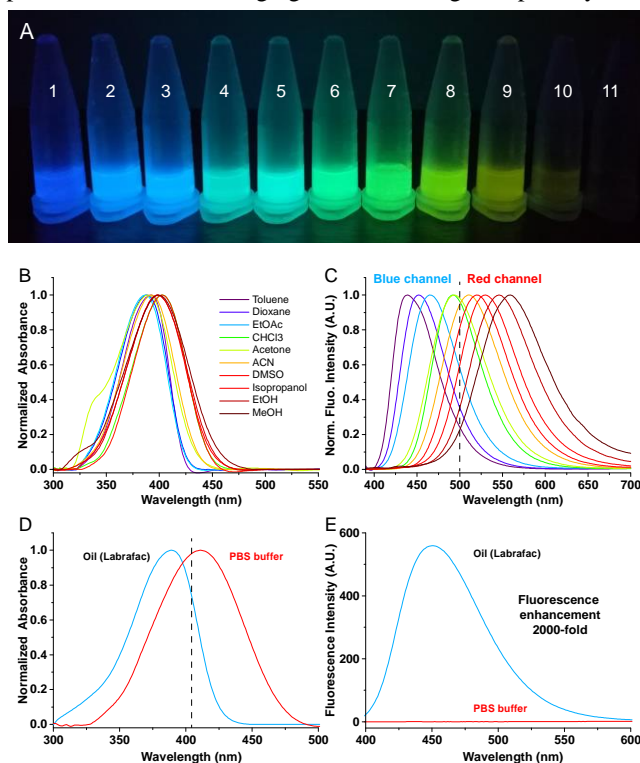 A
1 2 3 4 5 6 7 8 9 10 11
B
Normalized Absorbance
1.0
0.8
0.6
0.4
0.2
0.0
300 350 400 450 500 550
Wavelength (nm)
Toluene
Dioxane
EtOAc
CHCl3
Acetone
ACN
DMSO
Isopropanol
EtOH
MeOH
C
Blue channel Red channel
Norm. Fluo. Intensity (A.U.)
1.0
0.8
0.6
0.4
0.2
0.0
400 450 500 550 600 650 700
Wavelength (nm)
D
Oil (Labrafac) PBS buffer
Normalized Absorbance
1.0
0.8
0.6
0.4
0.2
0.0
300 350 400 450 500
Wavelength (nm)
E
Oil (Labrafac)
Fluorescence
enhancement
2000-fold
PBS buffer
Fluorescence Intensity (A.U.)
600
400
200
0
400 450 500 550 600
Wavelength (nm)